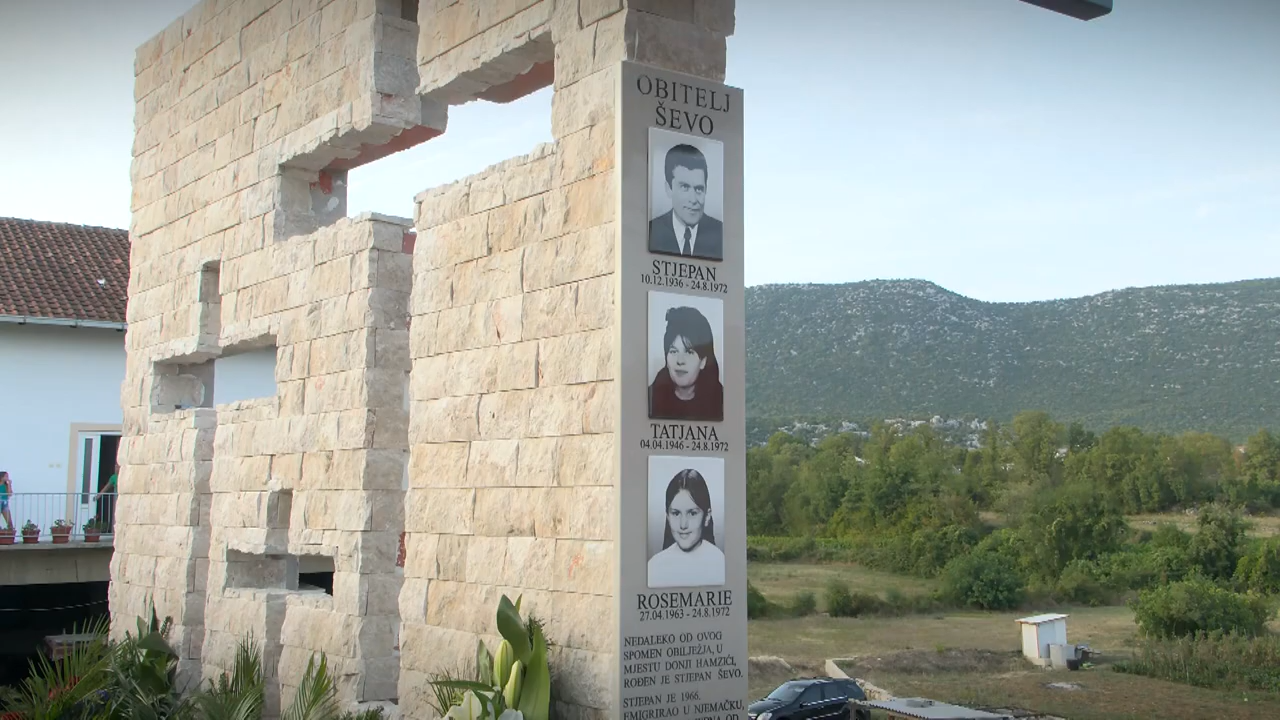 OBITELJ
ŠEVO
STJEPAN
10.12.1936 - 24.8.1972
TATJANA
04.04.1946 - 24.8.1972
ROSEMARIE
27.04.1963 - 24.8.1972
NEDALEKO OD OVOG
SPOMEN OBILJEŽJA, U
MJESTU DONJI HAMZIĆI,
ROĐEN JE STJEPAN ŠEVO.
STJEPAN JE 1966.
EMIGRIRAO U NJEMAČKU,
OD